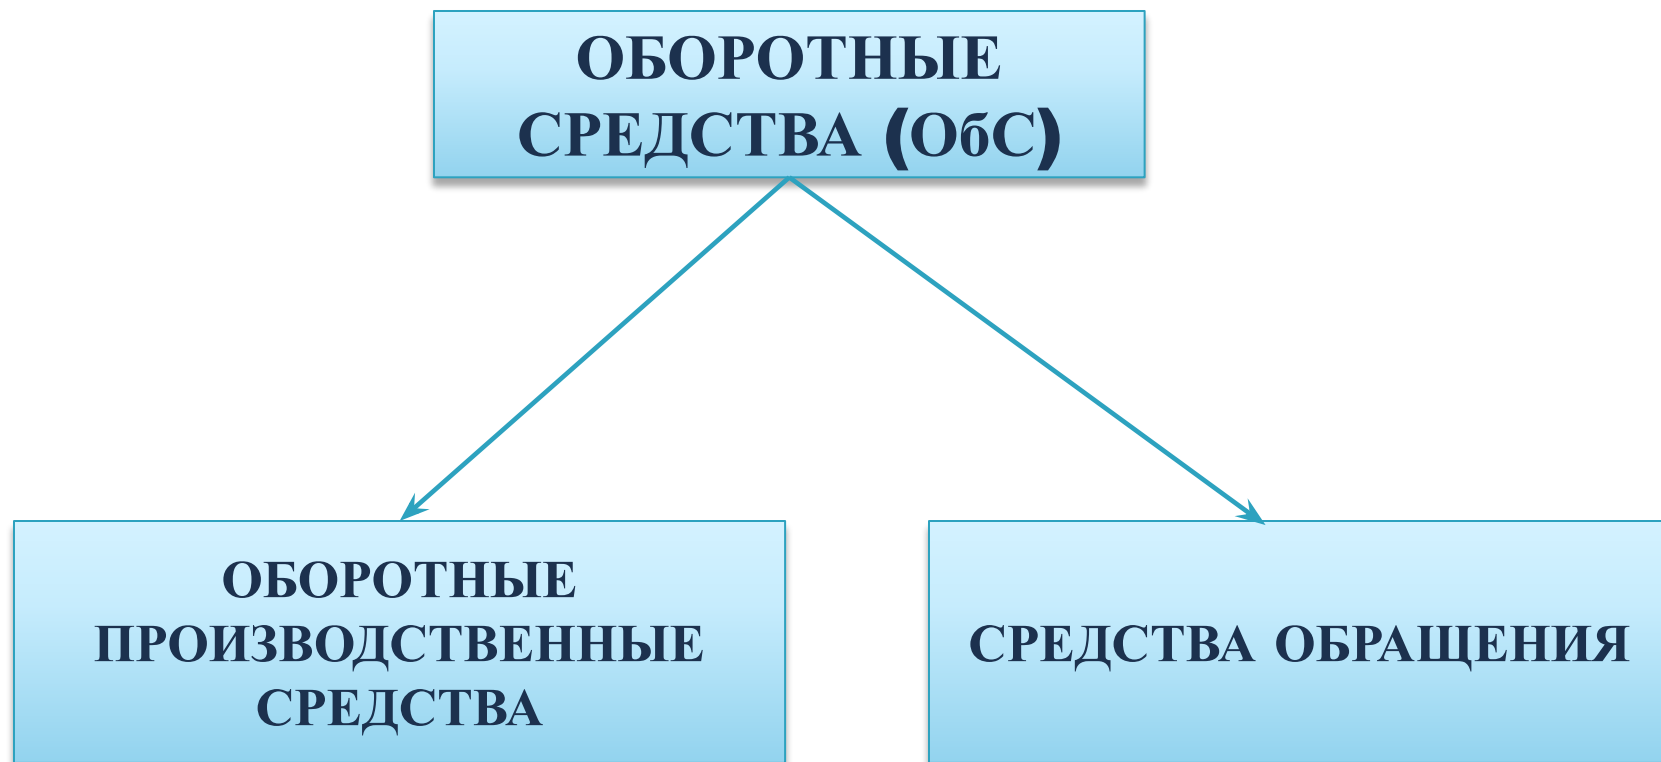 ОБОРОТНЫЕ
СРЕДСТВА (ОбС)
ОБОРОТНЫЕ
ПРОИЗВОДСТВЕННЫЕ
СРЕДСТВА
СРЕДСТВА ОБРАЩЕНИЯ